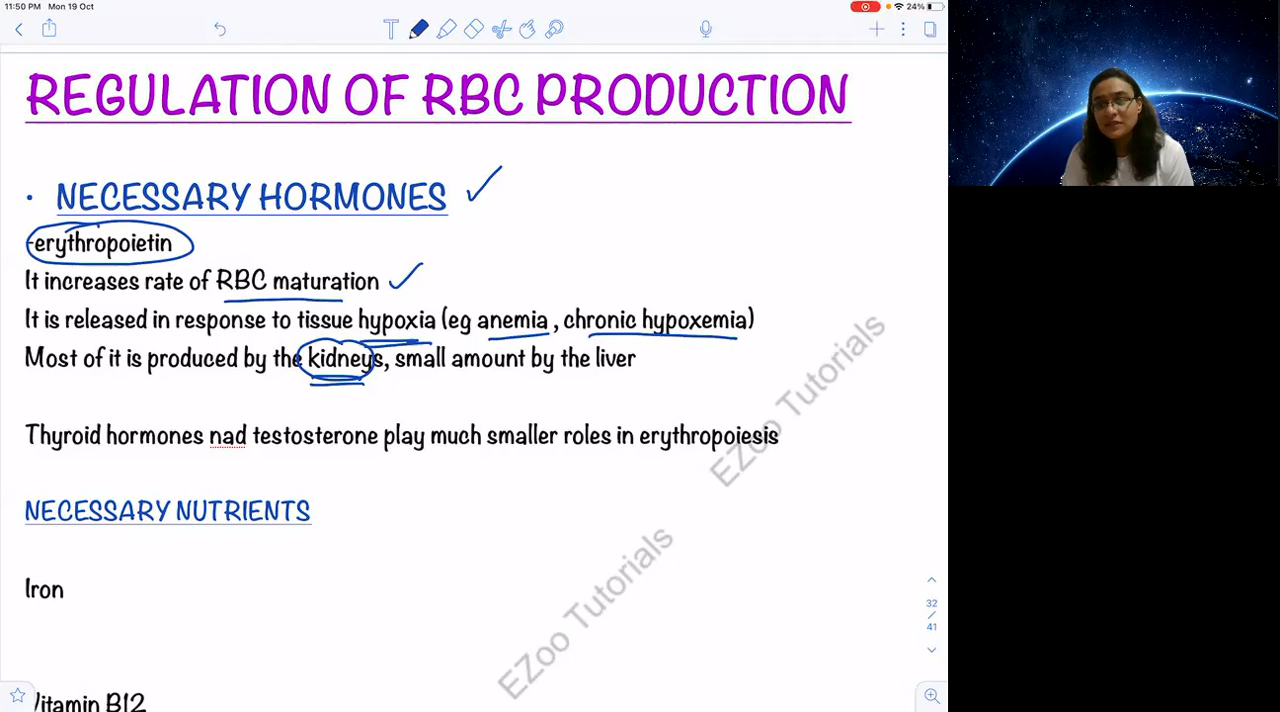 11:50 PM Mon 19 Oct
24%
T
REGULATION OF RBC PRODUCTION
· NECESSARY HORMONES
-erythropoietin
It increases rate of RBC maturation
It is released in response to tissue hypoxia (eg anemia , chronic hypoxemia)
Most of it is produced by the kidneys, small amount by the liver
Thyroid hormones nad testosterone play much smaller roles in erythropoiesis
NECESSARY NUTRIENTS
Iron
Vitamin B12
EZoo Tutorials
EZoo Tutorials
32
/
41